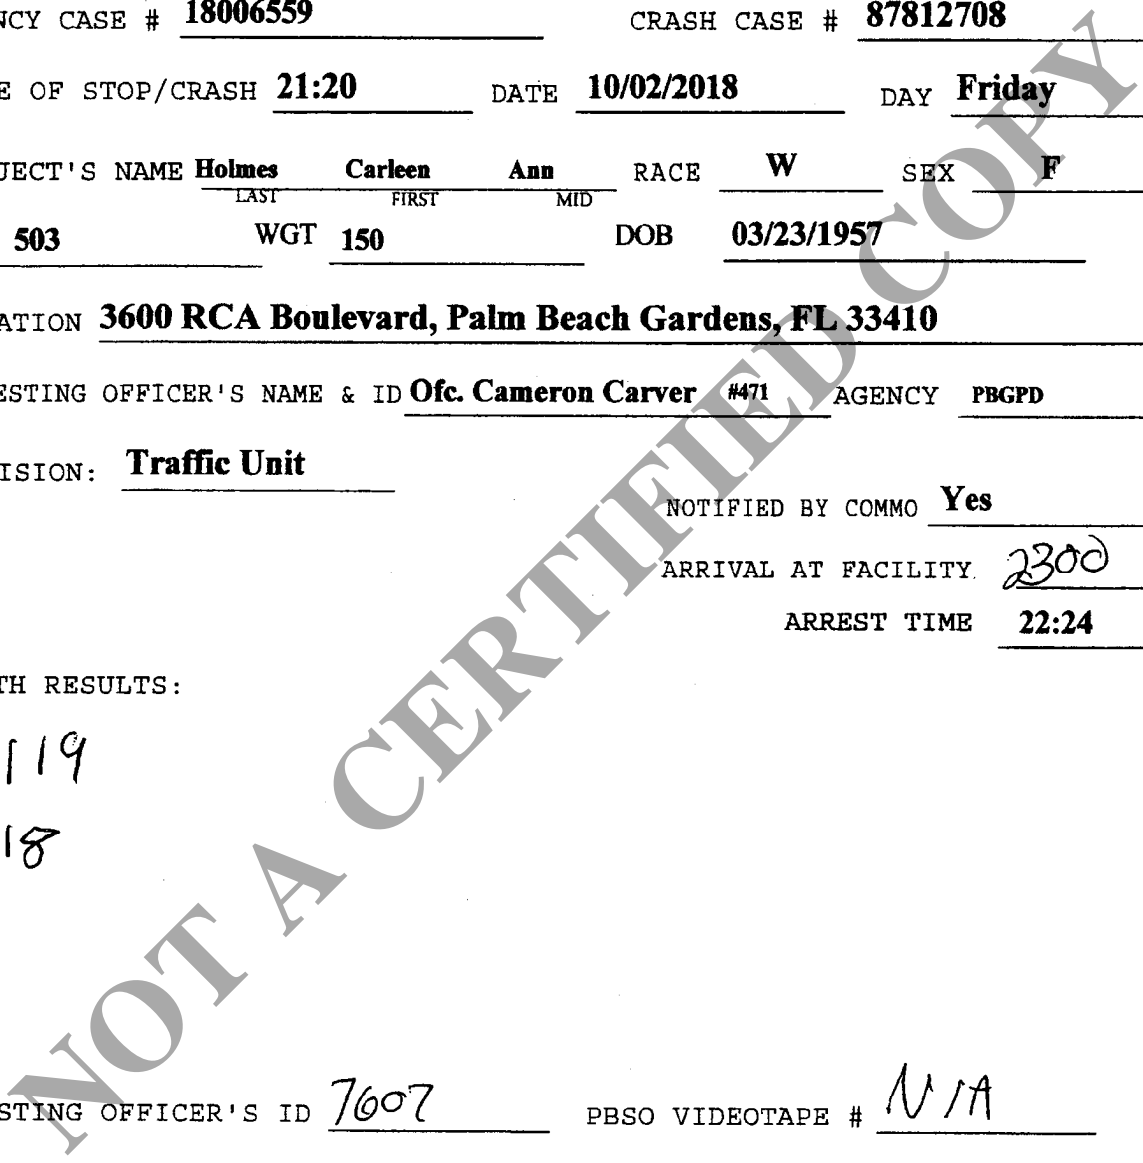 NCY CASE # 18006559 CRASH CASE # 87812708
E OF STOP/CRASH 21:20 DATE 10/02/2018 DAY Friday
JECT'S NAME Holmes Carleen Ann RACE W SEX F
LAST FIRST MID
503 WGT 150 DOB 03/23/1957
ATION 3600 RCA Boulevard, Palm Beach Gardens, FL 33410
ESTING OFFICER'S NAME & ID Ofc. Cameron Carver #471 AGENCY PBGPD
ISION: Traffic Unit
NOTIFIED BY COMMO Yes
ARRIVAL AT FACILITY 2300
ARREST TIME 22:24
TH RESULTS:
119
18
STING OFFICER'S ID 7607 PBSO VIDEOTAPE # N/A
NOT A CERTIFIED COPY